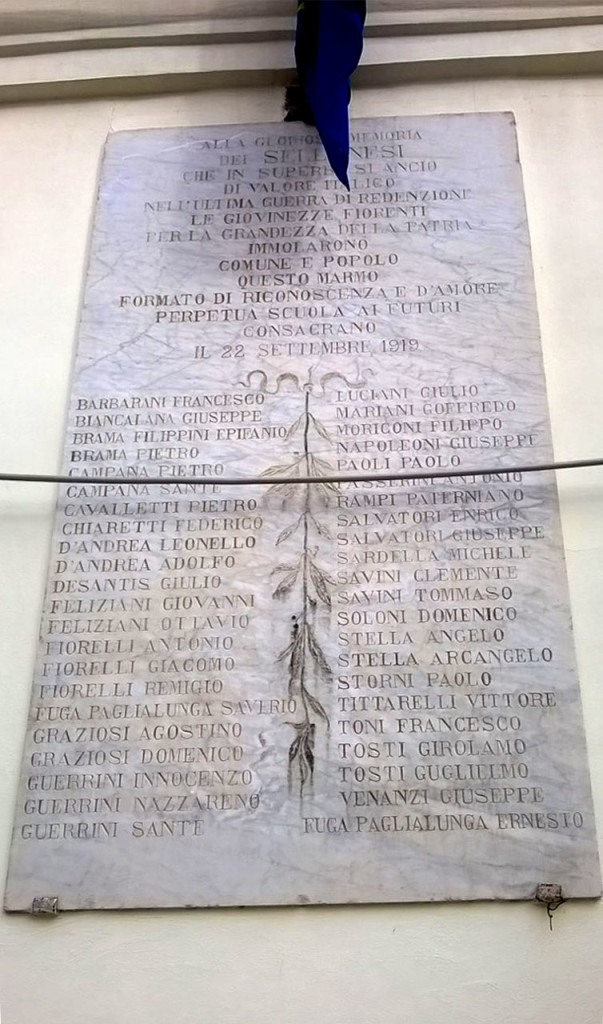 ALLA MEMORIA
DEI
CHE IN SLANCIO
DI VALORE ITALICO
NELL'ULTIMA GUERRA DI REDENZIONE
LE GIOVINEZZE FIORENTI
PER LA GRANDEZZA DELLA PATRIA
IMMOLARONO
COMUNE E POPOLO
QUESTO MARMO
FORMATO DI RICONOSCENZA E D'AMORE
PERPETUA SCUOLA AI FUTURI
CONSACRANO
IL 22 SETTEMBRE 1919
BARBARANI FRANCESCO
BIANCALANA GIUSEPPE
BRAMA FILIPPINI EPIFANIO
BRAMA PIETRO
CAMPANA PIETRO
CAMPANA SANTE
CAVALLETTI PIETRO
CHIARETTI FEDERICO
D'ANDREA LEONELLO
D'ANDREA ADOLFO
DESANTIS GIULIO
FELIZIANI GIOVANNI
FELIZIANI OTTAVIO
FIORELLI ANTONIO
FIORELLI GIACOMO
FIORELLI REMIGIO
FUGA PAGLIALUNGA SAVERIO
GRAZIOSI AGOSTINO
GRAZIOSI DOMENICO
GUERRINI INNOCENZO
GUERRINI NAZZARENO
GUERRINI SANTE
LUCIANI GIULIO
MARIANI GOFFREDO
MORICONI FILIPPO
NAPOLEONI GIUSEPPE
PAOLI PAOLO
PASSERINI ANTONIO
RAMPI PATERNIANO
SALVATORI ENRICO
SALVATORI GIUSEPPE
SARDELLA MICHELE
SAVINI CLEMENTE
SAVINI TOMMASO
SOLONI DOMENICO
STELLA ANGELO
STELLA ARCANGELO
STORNI PAOLO
TITTARELLI VITTORE
TONI FRANCESCO
TOSTI GIROLAMO
TOSTI GUGLIELMO
VENANZI GIUSEPPE
FUGA PAGLIALUNGA ERNESTO